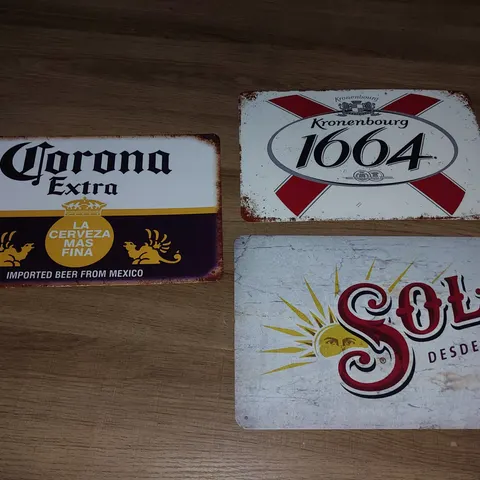 Corona
Extra
LA
CERVEZA
MAS
FINA
IMPORTED BEER FROM MEXICO
Kronenbourg
Kronenbourg
1664
SOL
DESDE